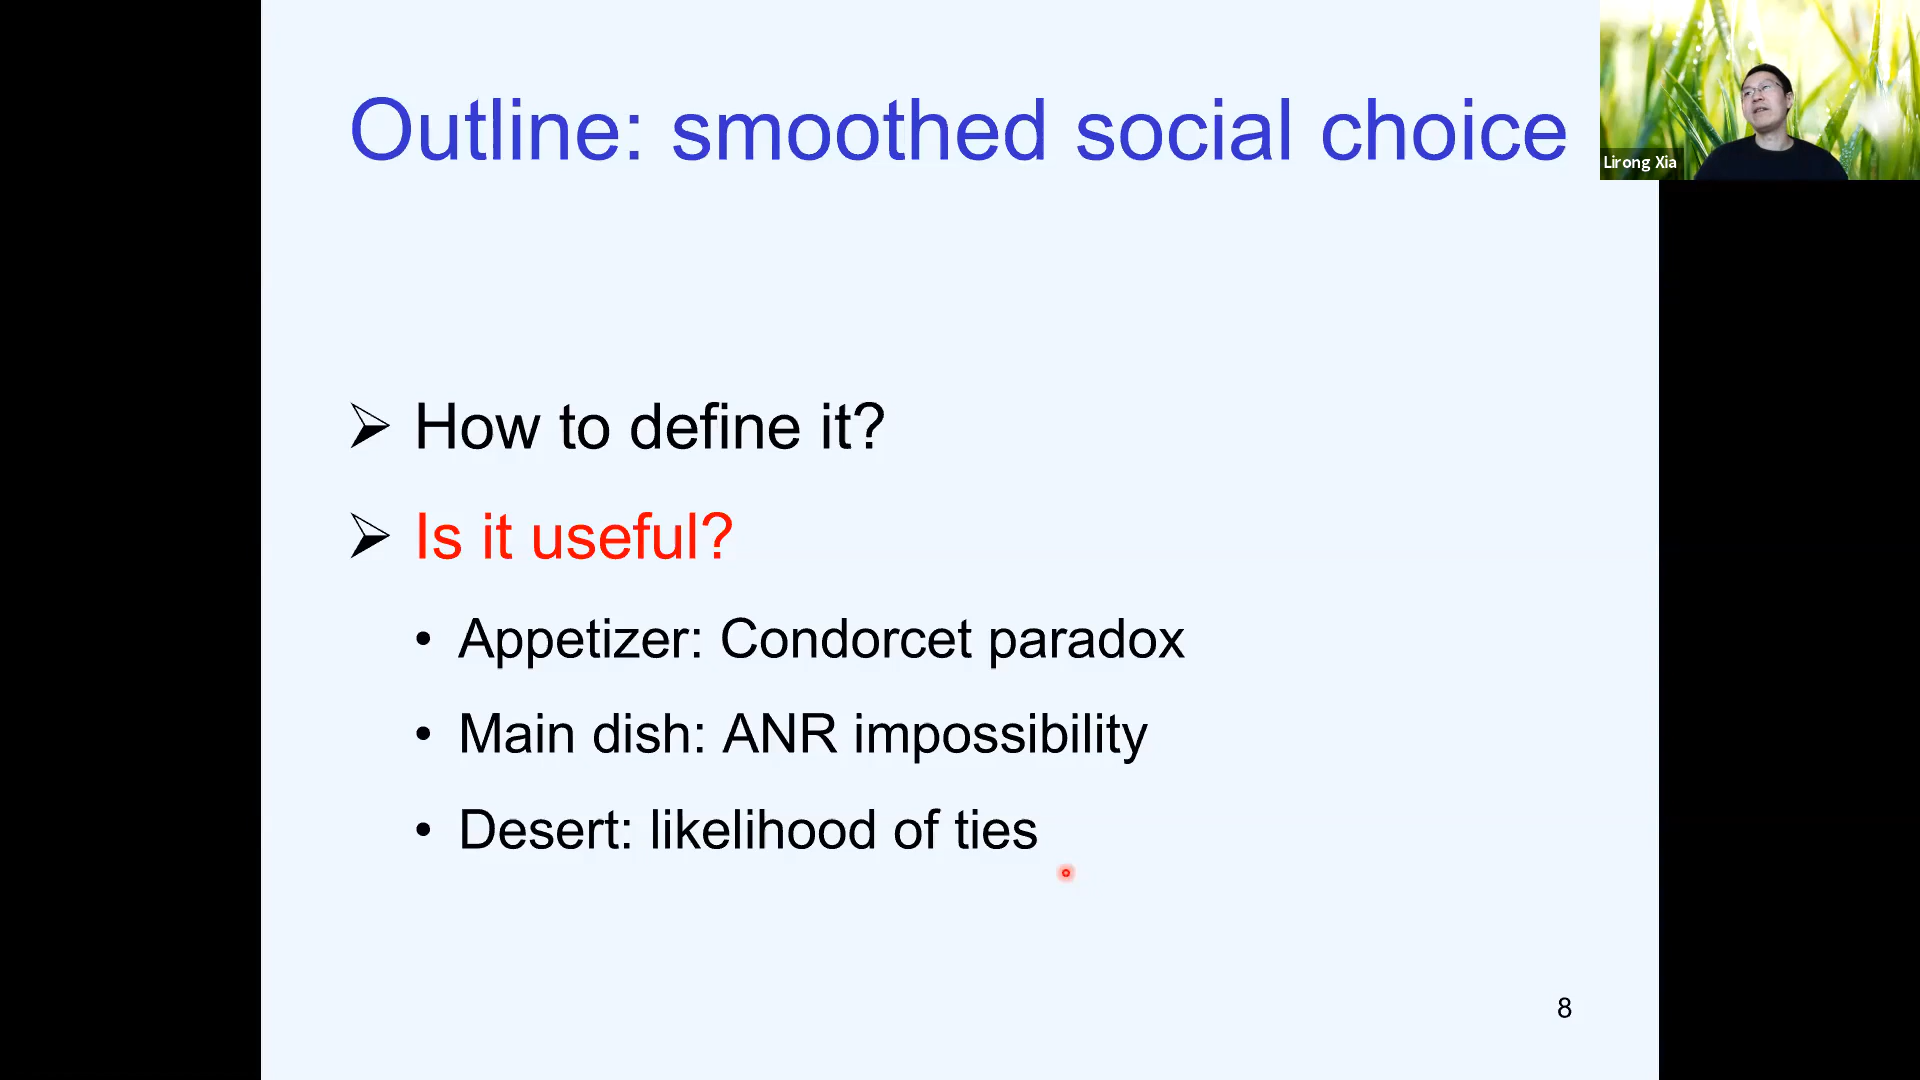 Outline: smoothed social choice
Lirong Xia
➢ How to define it?
➢ Is it useful?
• Appetizer: Condorcet paradox
• Main dish: ANR impossibility
• Desert: likelihood of ties
8